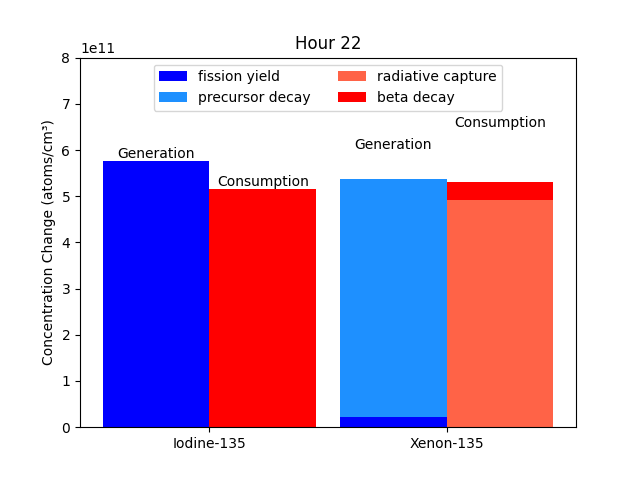 Hour 22
1e11
fission yield
precursor decay
radiative capture
beta decay
Generation
Consumption
Generation
Consumption
Concentration Change (atoms/cm³)
8
7
6
5
4
3
2
1
0
Iodine-135
Xenon-135